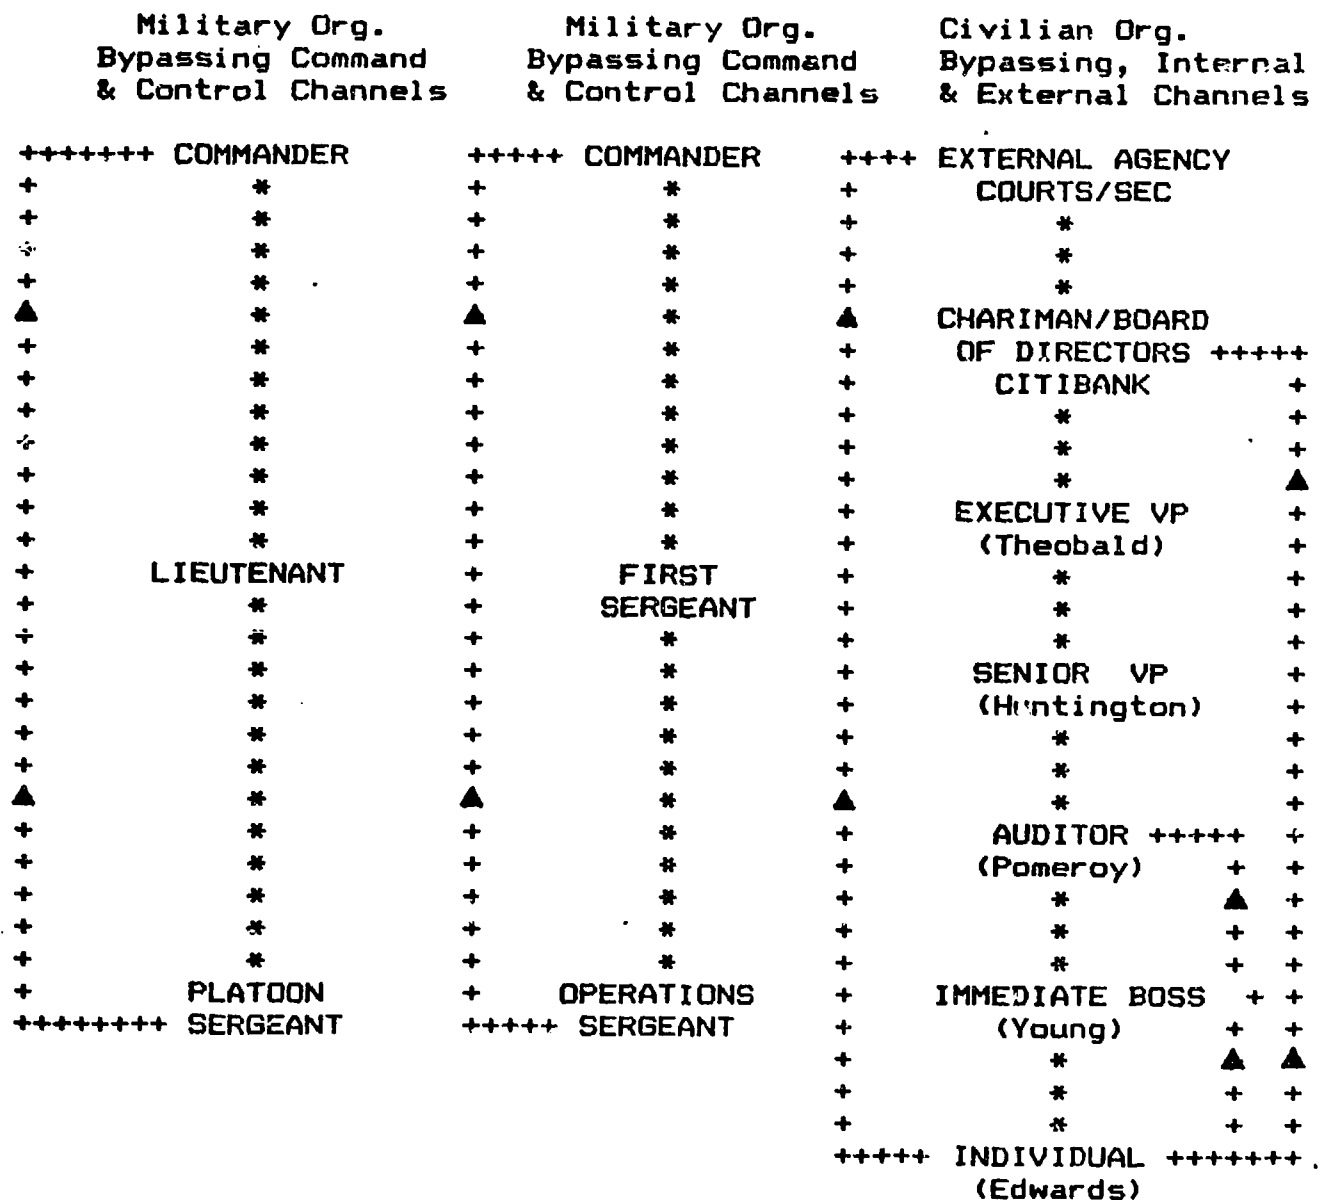 Military Org.
Bypassing Command
& Control Channels
+++++++ COMMANDER
LIEUTENANT
PLATOON
++++++++ SERGEANT
Military Org.
Bypassing Command
& Control Channels
+++++ COMMANDER
FIRST
SERGEANT
OPERATIONS
+++++ SERGEANT
Civilian Org.
Bypassing, Internal
& External Channels
++++ EXTERNAL AGENCY
COURTS/SEC
CHARIMAN/BOARD
OF DIRECTORS +++++
CITIBANK
EXECUTIVE VP
(Theobald)
SENIOR VP
(Huntington)
AUDITOR +++++
(Pomeroy)
IMMEDIATE BOSS
(Young)
+++++ INDIVIDUAL +++++++
(Edwards)